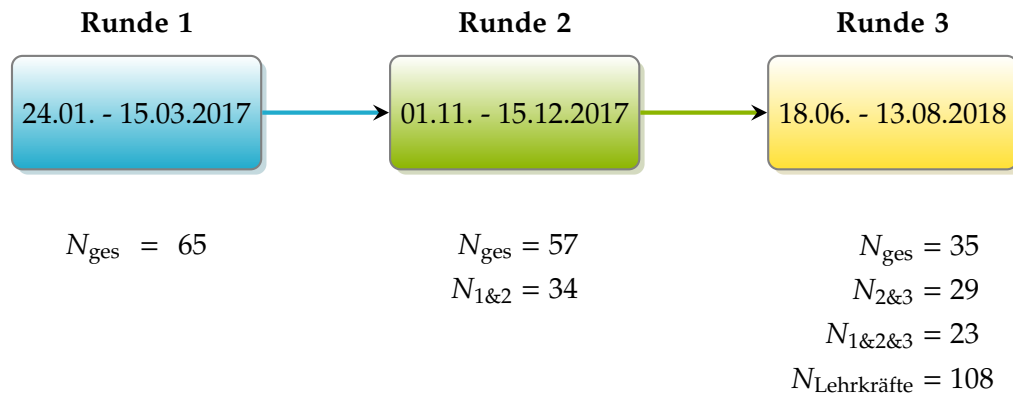 Runde 1 Runde 2 Runde 3
24.01. - 15.03.2017 01.11. - 15.12.2017 18.06. - 13.08.2018
N_ges = 65 N_ges = 57 N_ges = 35
N_1&2 = 34 N_2&3 = 29
N_1&2&3 = 23
N_Lehrkräfte = 108